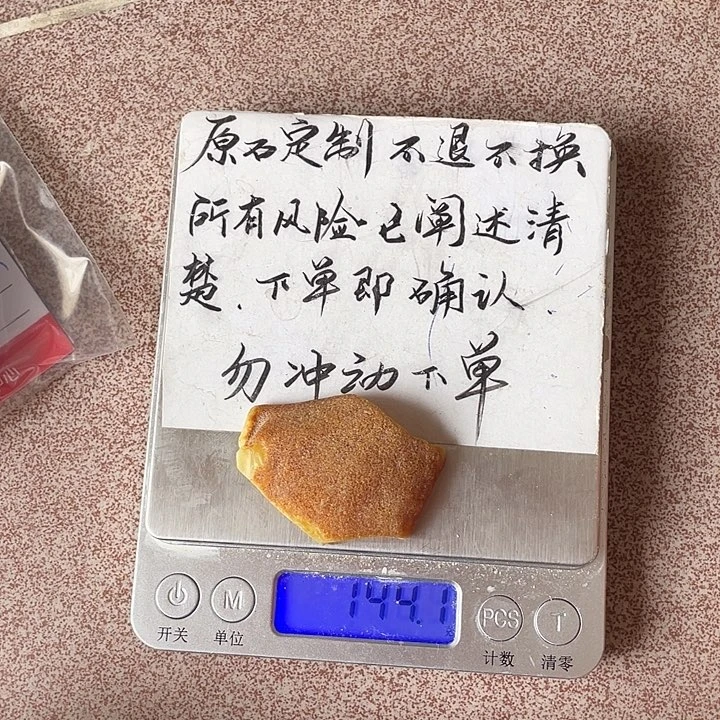 原石定制不退不换
所有风险已阐述清
楚.下单即确认.
勿冲动下单
144.1
M PCS T
开关 单位 计数 清零